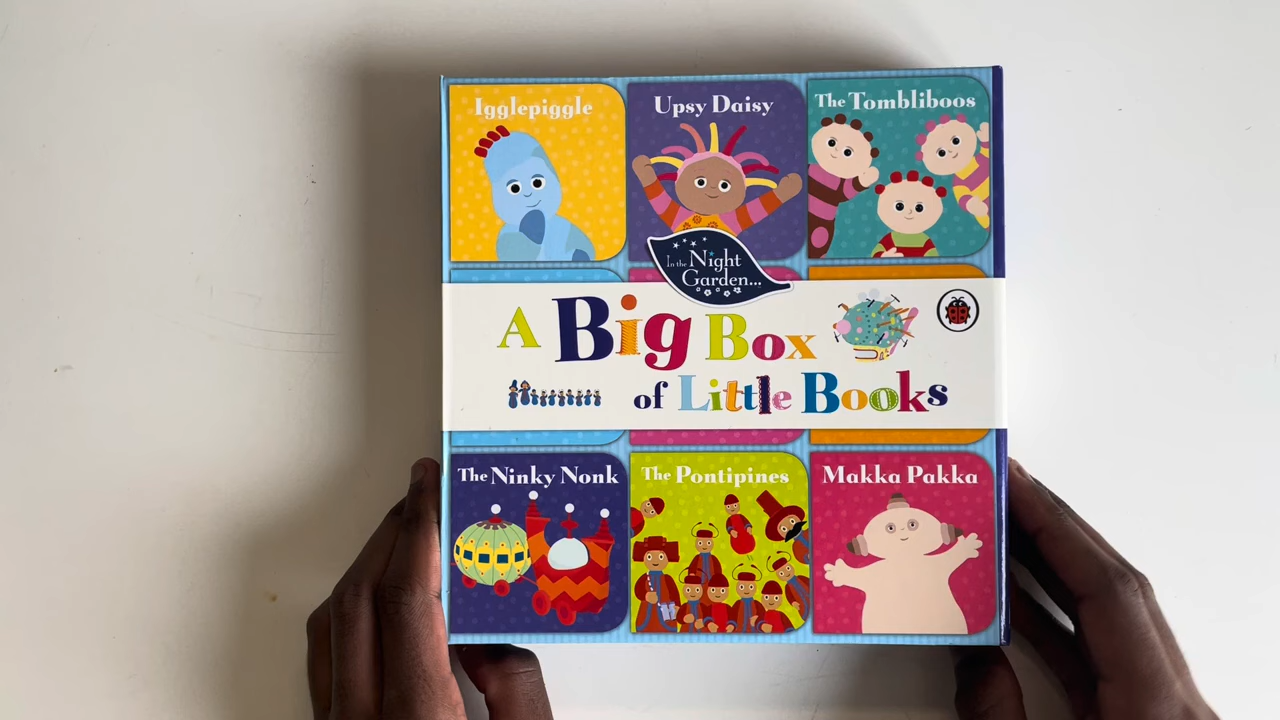 Igglepiggle
Upsy Daisy
The Tombliboos
In the Night
Garden...
A Big Box
of Little Books
The Ninky Nonk
The Pontipines
Makka Pakka